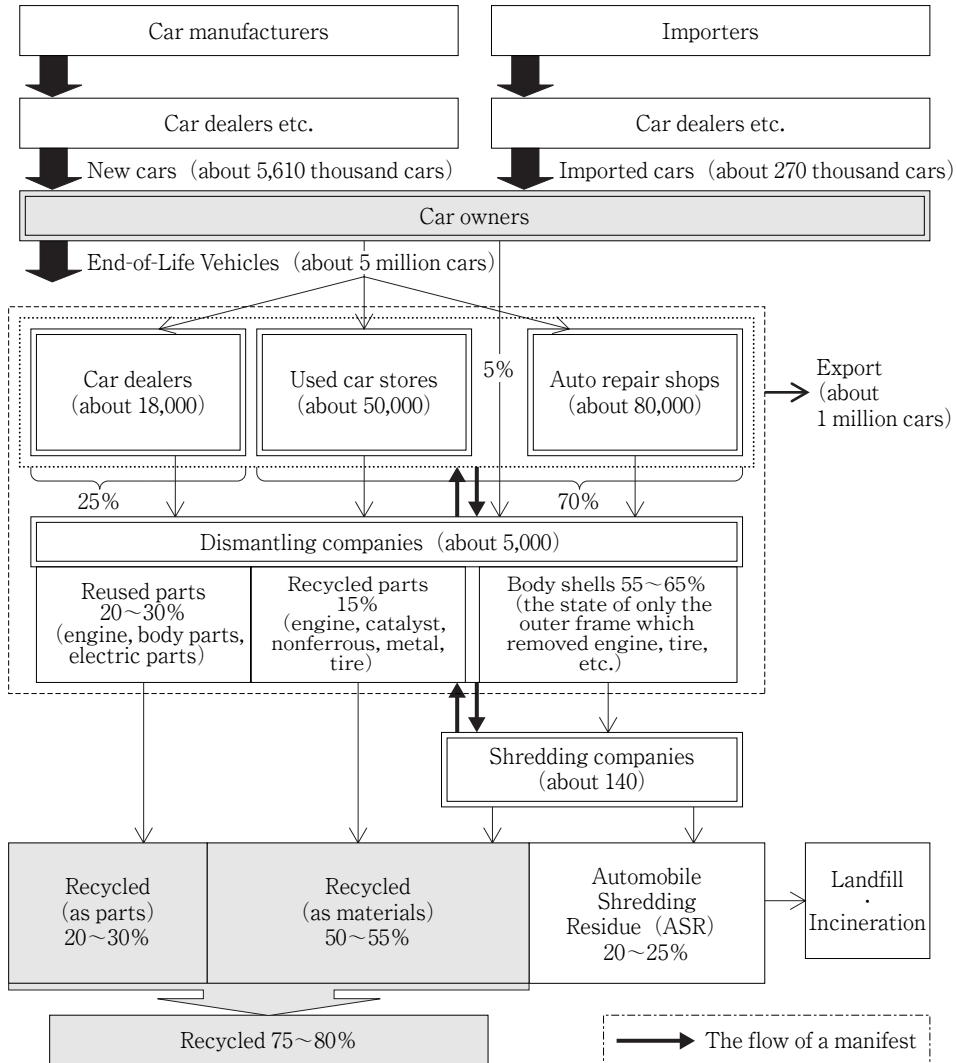 Car manufacturers
Importers
Car dealers etc.
Car dealers etc.
New cars (about 5,610 thousand cars)
Imported cars (about 270 thousand cars)
Car owners
End-of-Life Vehicles (about 5 million cars)
Car dealers
(about 18,000)
Used car stores
(about 50,000)
5%
Auto repair shops
(about 80,000)
Export
(about
1 million cars)
25%
70%
Dismantling companies (about 5,000)
Reused parts
20~30%
(engine, body parts,
electric parts)
Recycled parts
15%
(engine, catalyst,
nonferrous, metal,
tire)
Body shells 55~65%
(the state of only the
outer frame which
removed engine, tire,
etc.)
Shredding companies
(about 140)
Recycled
(as parts)
20~30%
Recycled
(as materials)
50~55%
Automobile
Shredding
Residue (ASR)
20~25%
Landfill
·
Incineration
Recycled 75~80%
The flow of a manifest